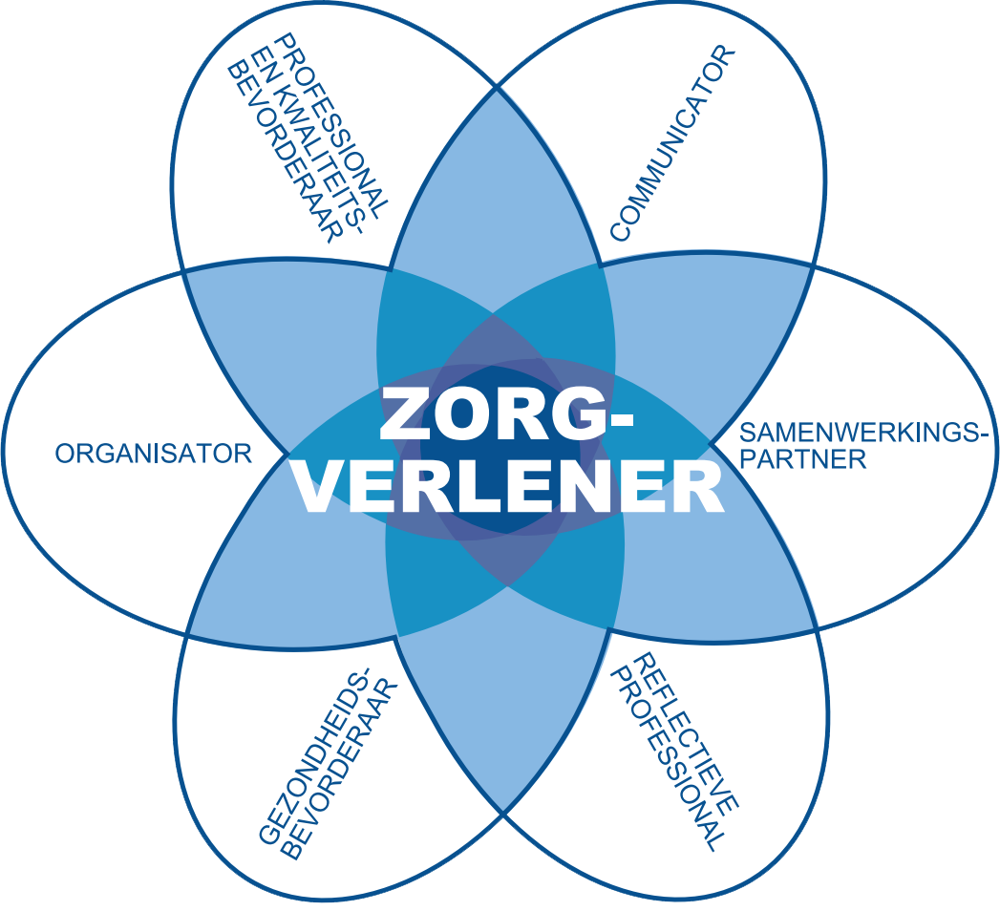 PROFESSIONAL
EN KWALITEITS-
BEVORDERAAR
COMMUNICATOR
ORGANISATOR
ZORG-
VERLENER
SAMENWERKINGS-
PARTNER
GEZONDHEIDS-
BEVORDERAAR
REFLECTIEVE
PROFESSIONAL